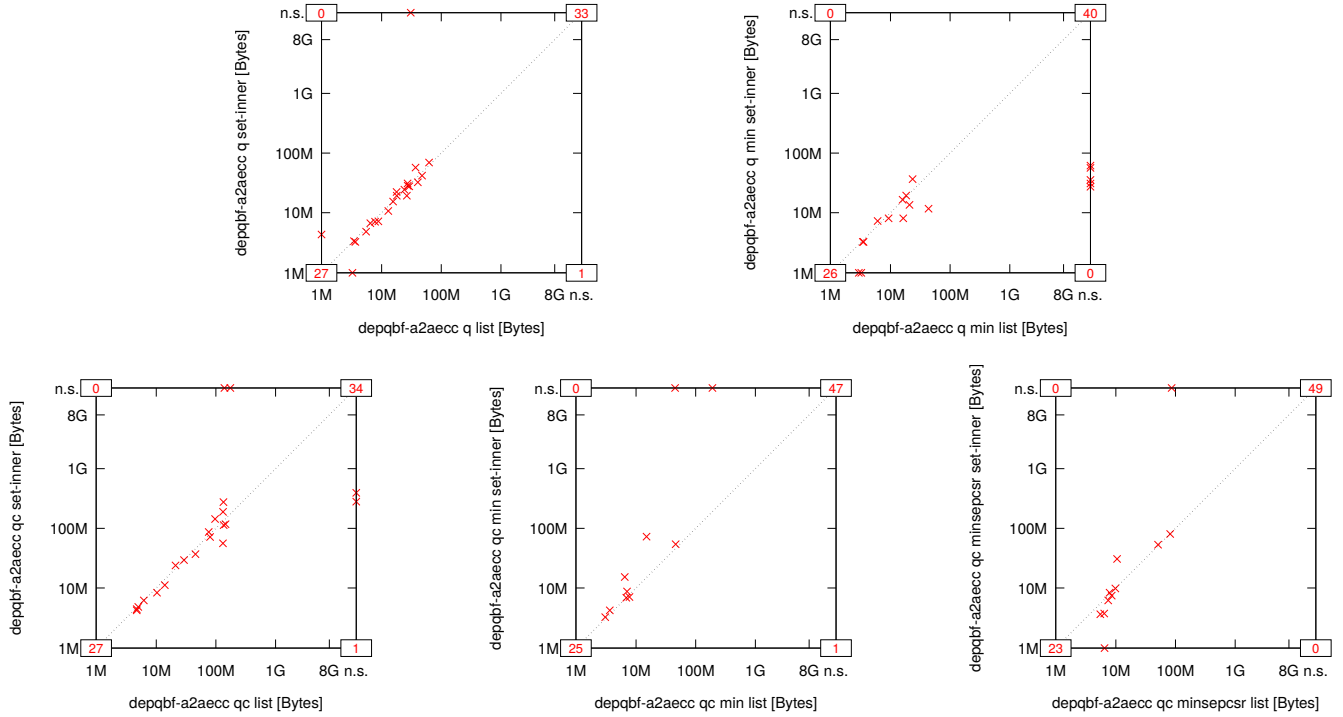 n.s.
0
33
8G
1G
100M
10M
1M
27
1
1M
10M
100M
1G
8G n.s.
depqbf-a2aecc q set-inner [Bytes]
depqbf-a2aecc q list [Bytes]
n.s.
0
40
8G
1G
100M
10M
1M
26
0
1M
10M
100M
1G
8G n.s.
depqbf-a2aecc q min set-inner [Bytes]
depqbf-a2aecc q min list [Bytes]
n.s.
0
34
8G
1G
100M
10M
1M
27
1
1M
10M
100M
1G
8G n.s.
depqbf-a2aecc qc set-inner [Bytes]
depqbf-a2aecc qc list [Bytes]
n.s.
0
47
8G
1G
100M
10M
1M
25
1
1M
10M
100M
1G
8G n.s.
depqbf-a2aecc qc min set-inner [Bytes]
depqbf-a2aecc qc min list [Bytes]
n.s.
0
49
8G
1G
100M
10M
1M
23
0
1M
10M
100M
1G
8G n.s.
depqbf-a2aecc qc minsepcsr set-inner [Bytes]
depqbf-a2aecc qc minsepcsr list [Bytes]